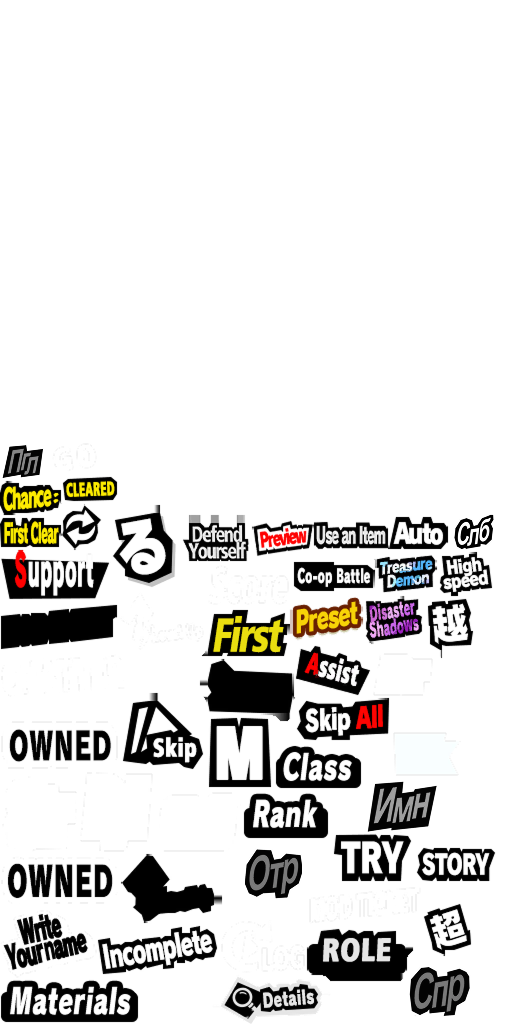 Пгл
Chance :
CLEARED
First Clear
る
Defend
Yourself
Preview
Use an Item
Auto
Спб
Support
Co-op Battle
Treasure
Demon
High
speed
First
Preset
Disaster
Shadows
越
Assist
Skip All
OWNED
Skip
M
Class
Rank
Имн
TRY
STORY
OWNED
Отр
Write
Your name
Incomplete
ROLE
超
Materials
Details
Спр